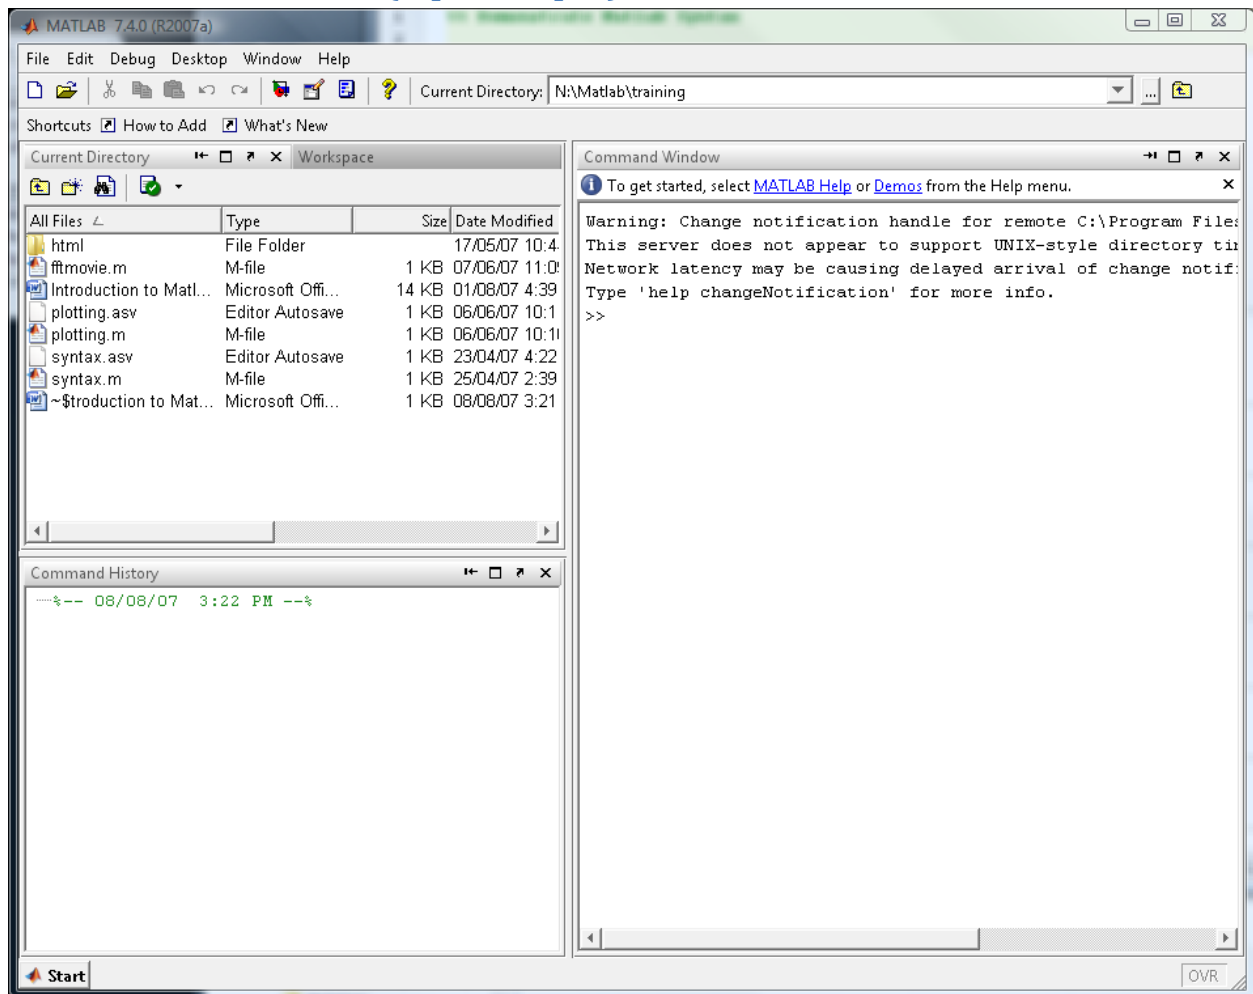 MATLAB 7.4.0 (R2007a)
File Edit Debug Desktop Window Help
Current Directory: N:\Matlab\training ...
Shortcuts How to Add What's New
Current Directory Workspace
All Files Type Size Date Modified
html File Folder 17/05/07 10:4
fftmovie.m M-file 1 KB 07/06/07 11:0
Introduction to Matl... Microsoft Offi... 14 KB 01/08/07 4:39
plotting.asv Editor Autosave 1 KB 06/06/07 10:1
plotting.m M-file 1 KB 06/06/07 10:1
syntax.asv Editor Autosave 1 KB 23/04/07 4:22
syntax.m M-file 1 KB 25/04/07 2:39
~$troduction to Mat... Microsoft Offi... 1 KB 08/08/07 3:21
Command History
%-- 08/08/07 3:22 PM --%
Command Window
To get started, select MATLAB Help or Demos from the Help menu.
Warning: Change notification handle for remote C:\Program Files
This server does not appear to support UNIX-style directory tim
Network latency may be causing delayed arrival of change notif
Type 'help changeNotification' for more info.
>>
Start
OVR